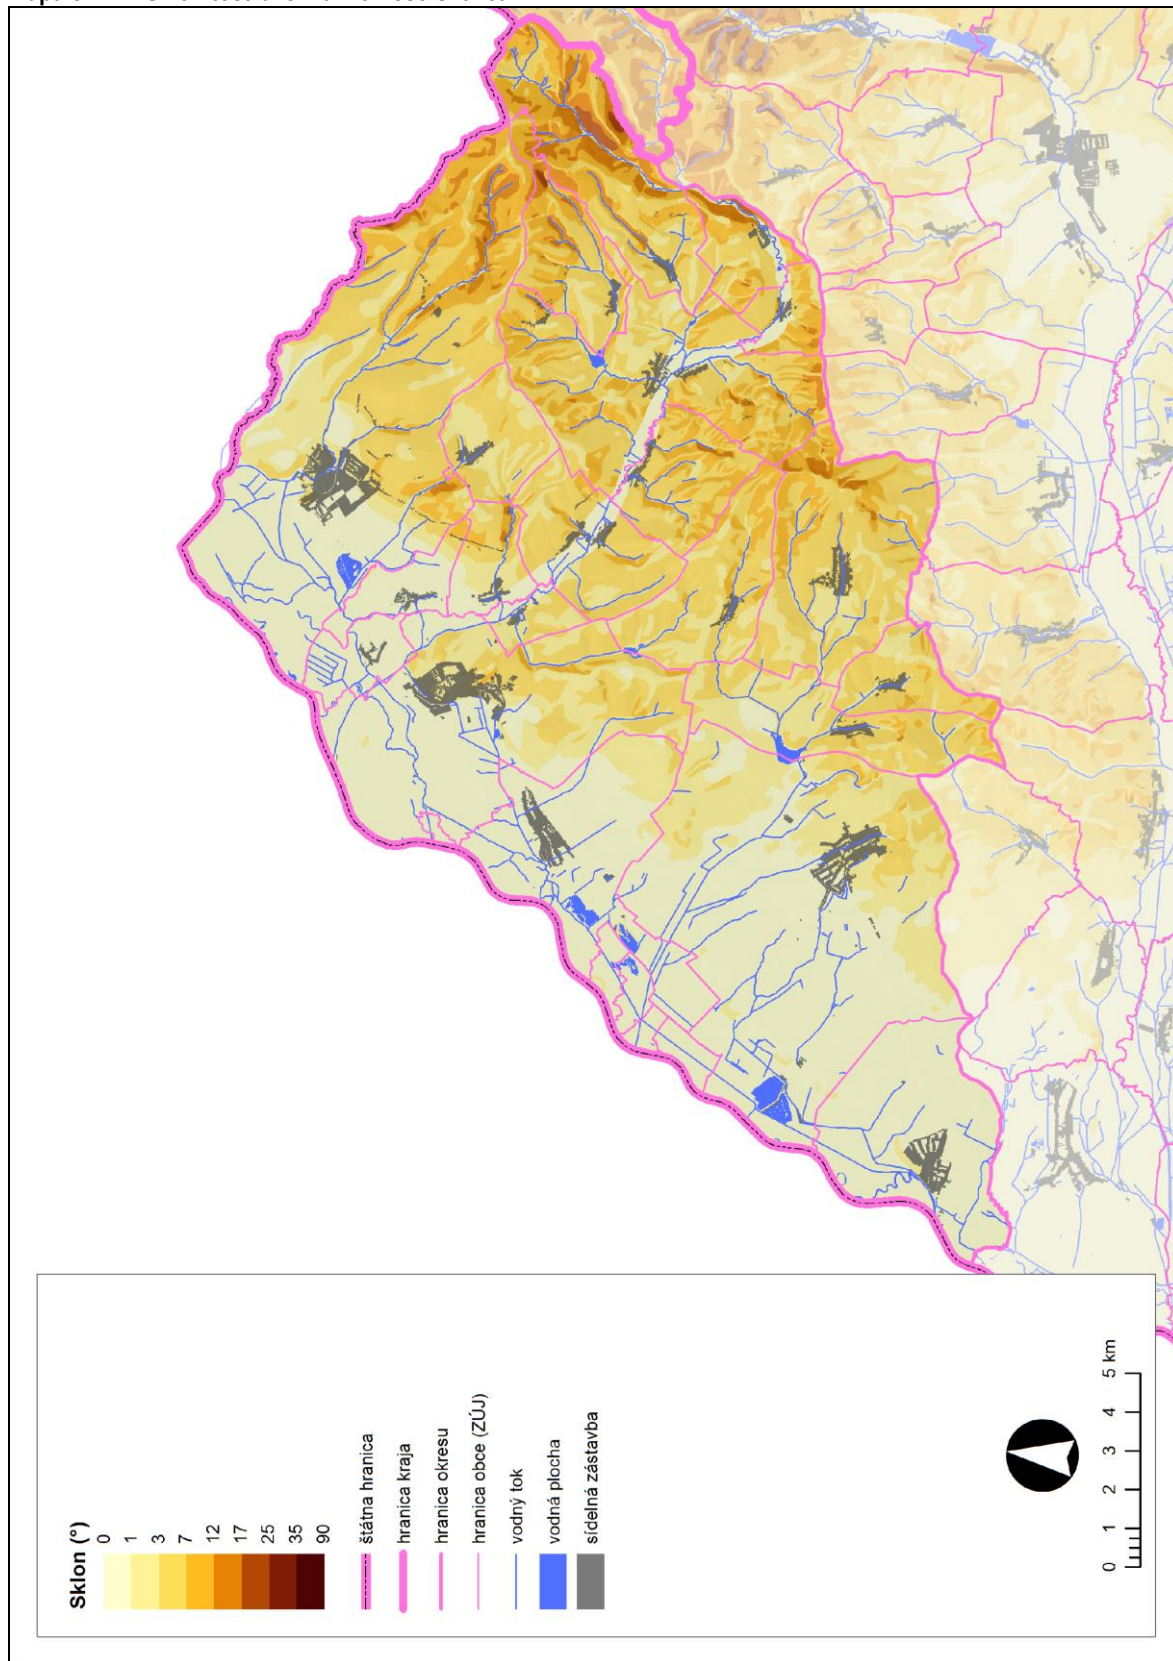 Sklon (°)
0
1
3
7
12
17
25
35
90
štátna hranica
hranica kraja
hranica okresu
hranica obce (ZÚJ)
vodný tok
vodná plocha
sídelná zástavba
0 1 2 3 4 5 km